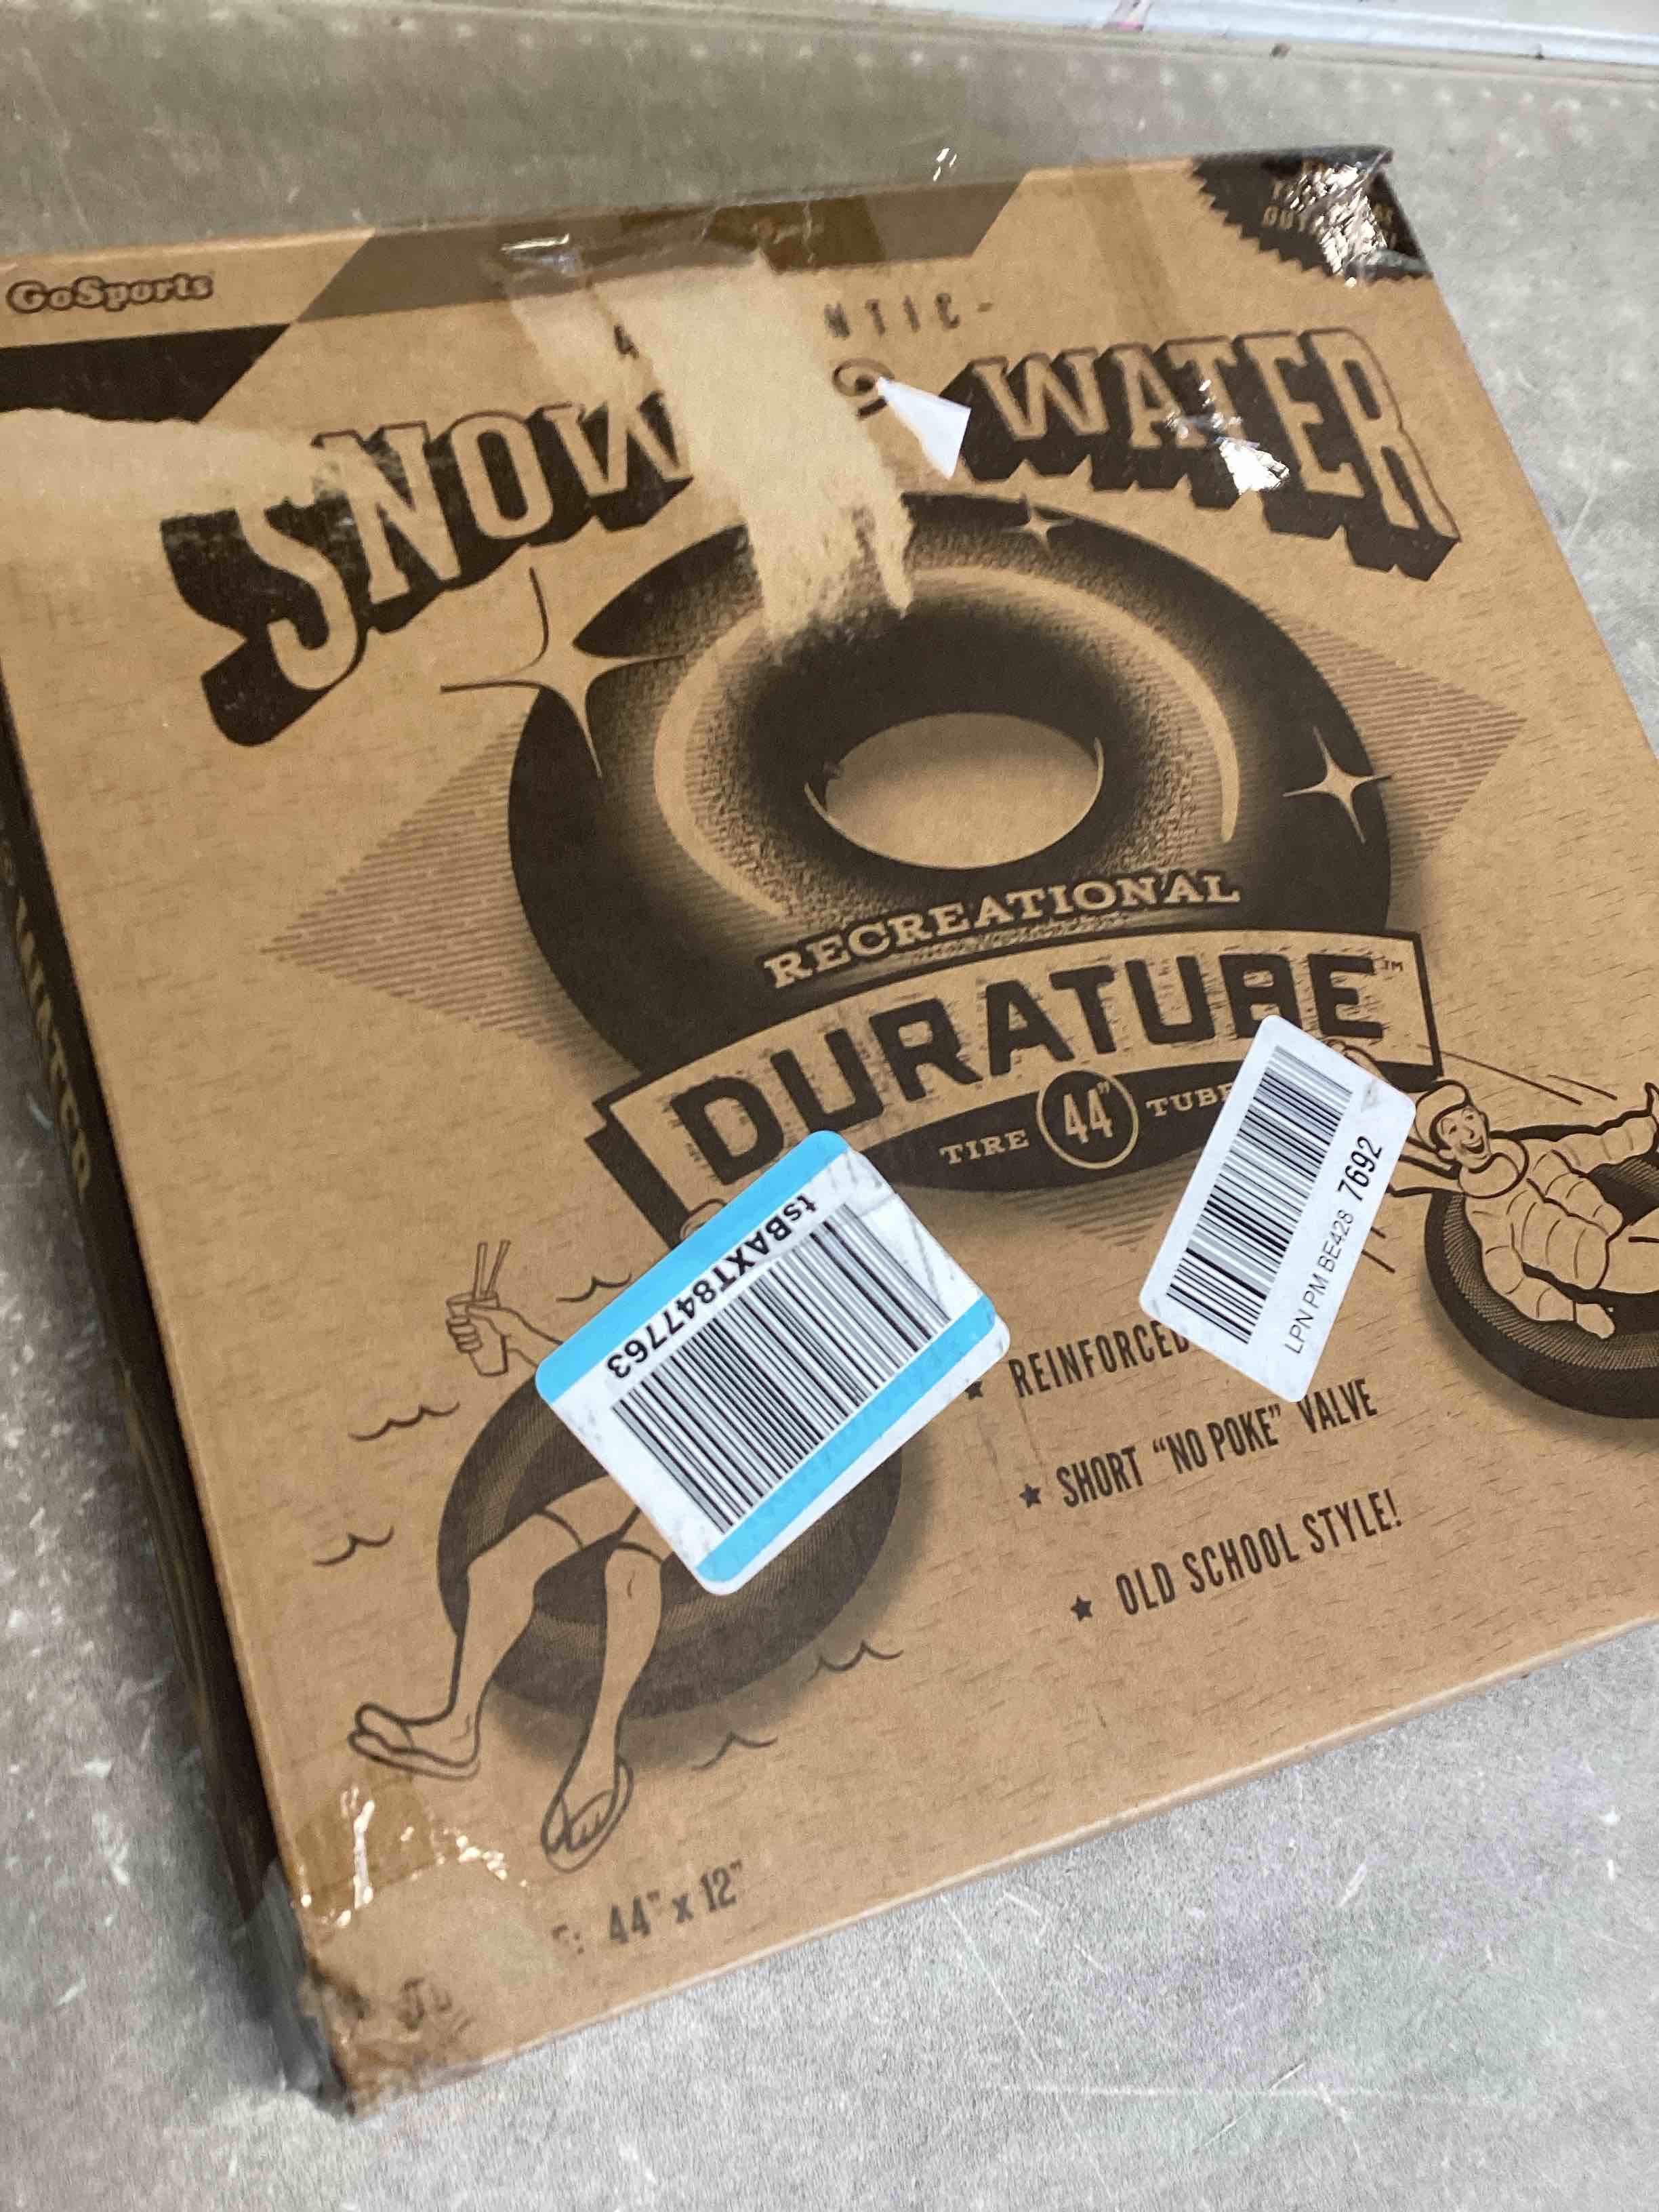 GoSports
SNOW & WATER
RECREATIONAL
DURATUBE™
TIRE 44" TUBE
tsBAXT847763
LPN PM BE428 7692
★ REINFORCED
★ SHORT "NO POKE" VALVE
★ OLD SCHOOL STYLE!
44" x 12"